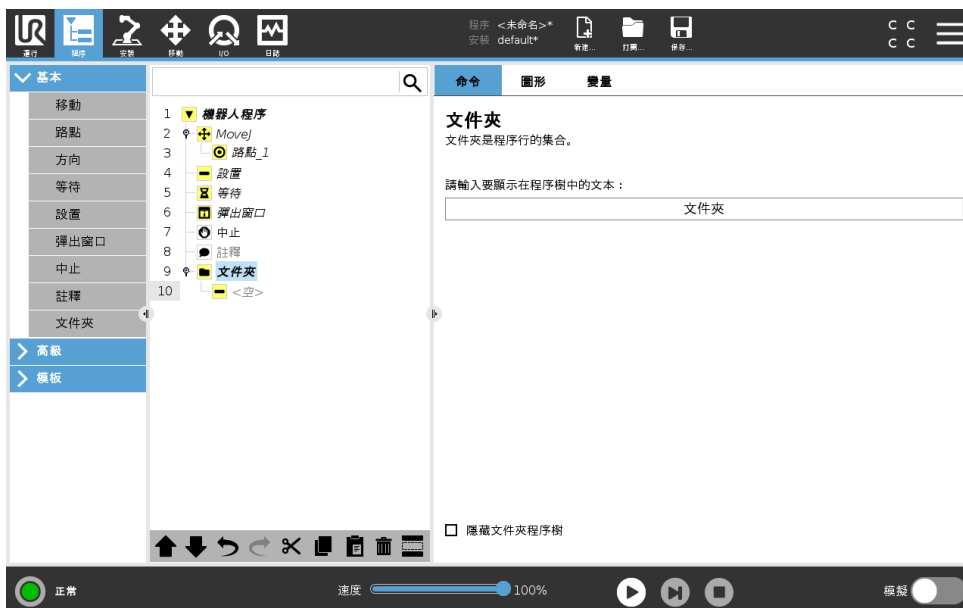 程序 <未命名>*
安裝 default*
運行 程序 安裝 移動 I/O 日誌 新建... 打開... 保存...
C C
C C
基本
移動
路點
方向
等待
設置
彈出窗口
中止
註釋
文件夾
高級
模板
1 機器人程序
2 MoveJ
3 路點_1
4 設置
5 等待
6 彈出窗口
7 中止
8 註釋
9 文件夾
10 <空>
命令 圖形 變量
文件夾
文件夾是程序行的集合。
請輸入要顯示在程序樹中的文本：
文件夾
隱藏文件夾程序樹
正常 速度 100% 模擬